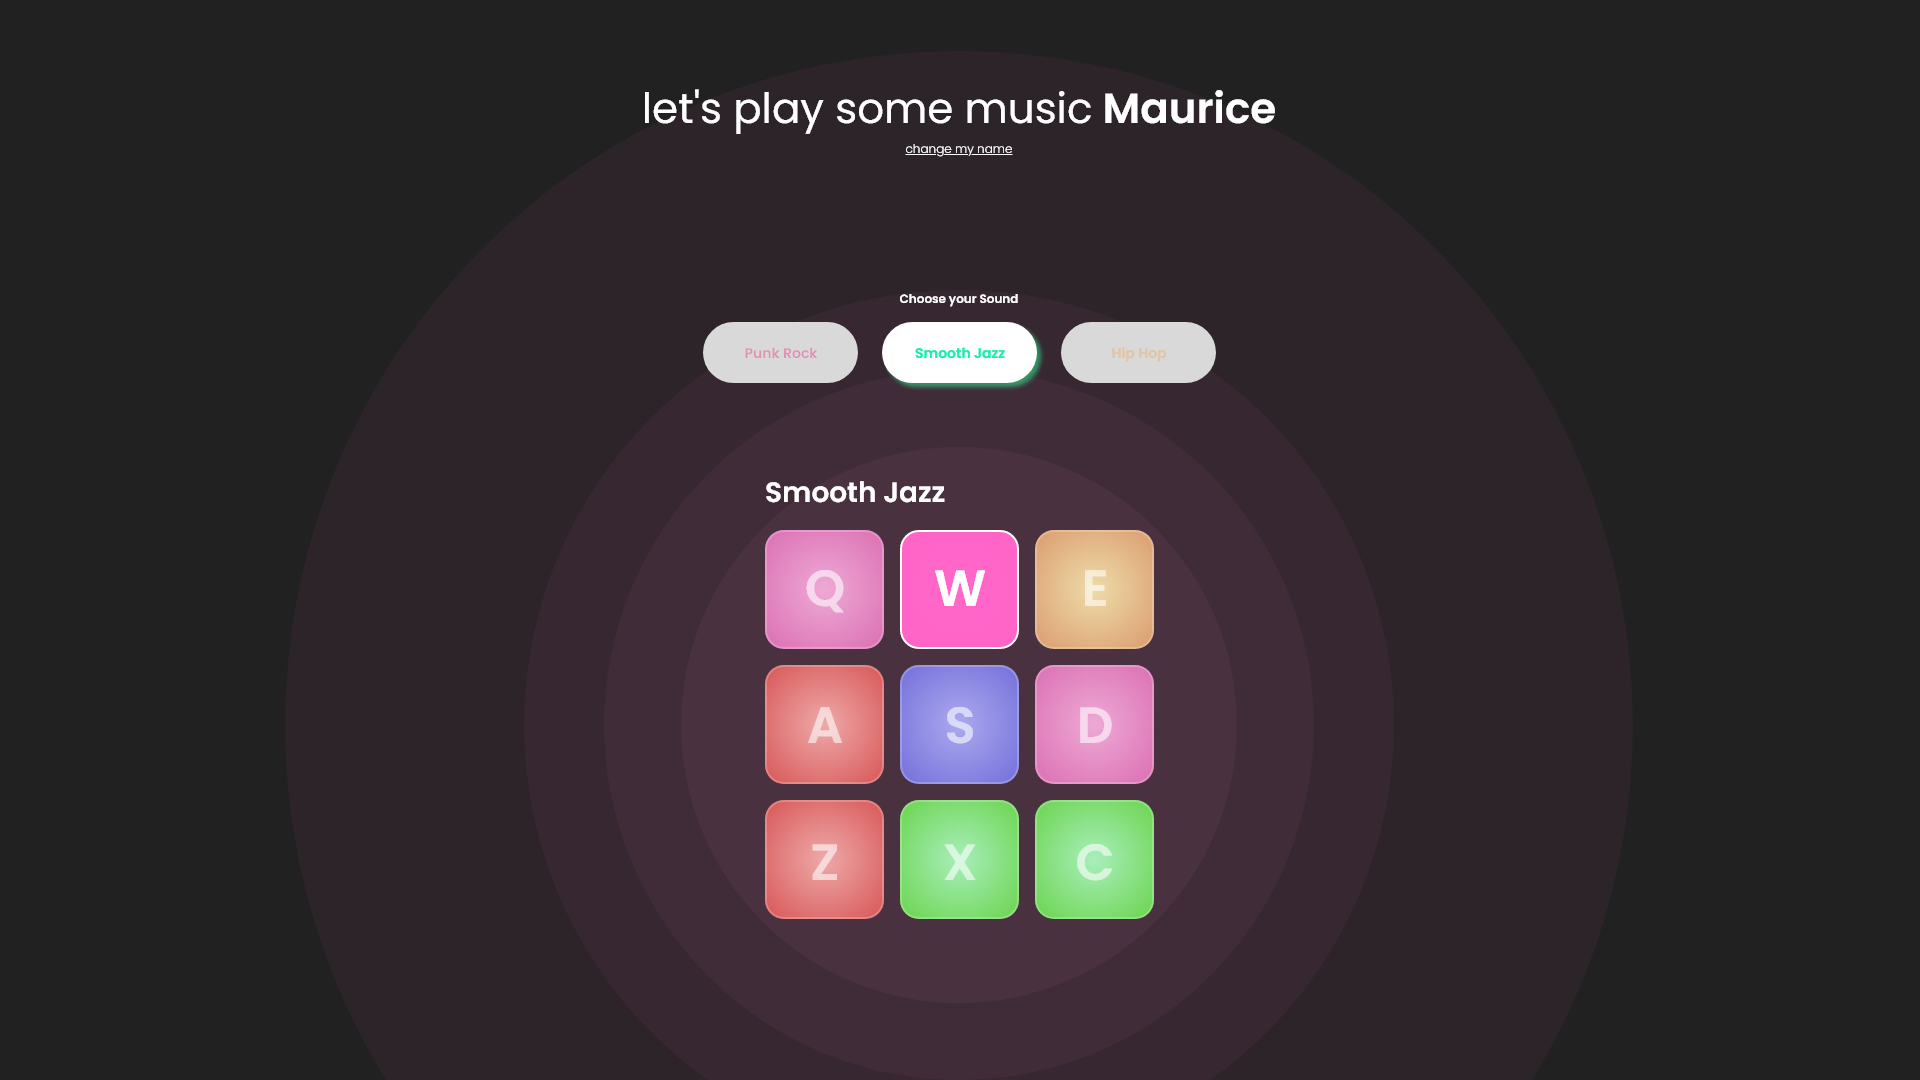 let's play some music Maurice
change my name
Choose your Sound
Punk Rock Smooth Jazz Hip Hop
Smooth Jazz
Q W E
A S D
Z X C